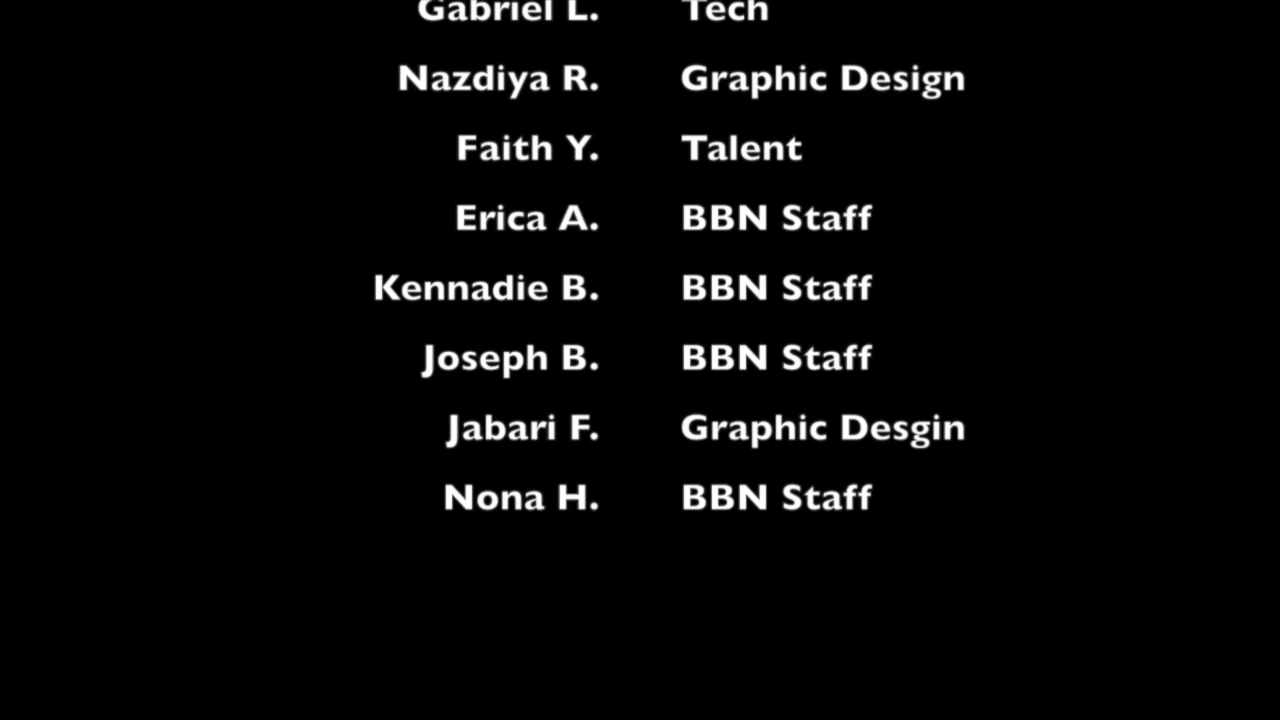 Gabriel L. Tech
Nazdiya R. Graphic Design
Faith Y. Talent
Erica A. BBN Staff
Kennadie B. BBN Staff
Joseph B. BBN Staff
Jabari F. Graphic Desgin
Nona H. BBN Staff